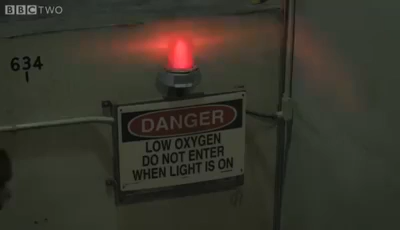 BBC TWO
634
DANGER
LOW OXYGEN
DO NOT ENTER
WHEN LIGHT IS ON